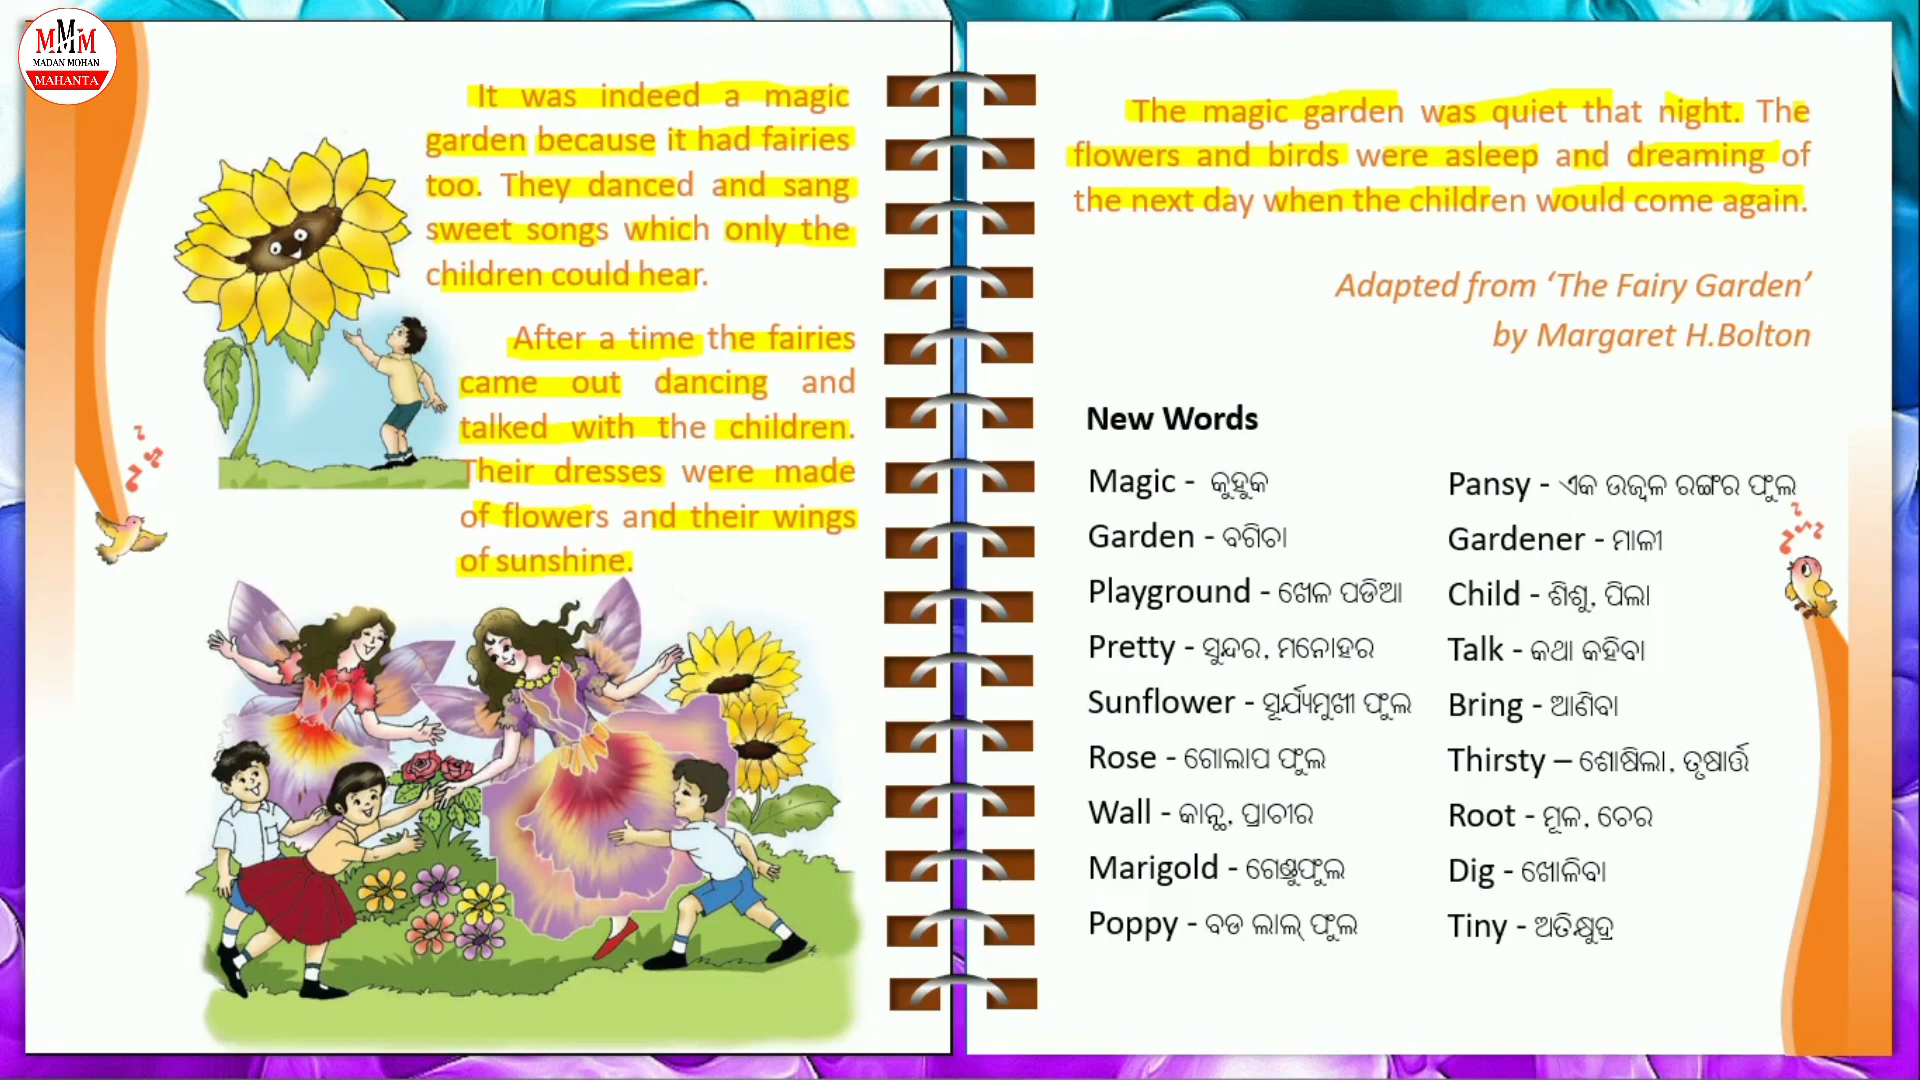 MMM
MADAN MOHAN
MAHANTA
It was indeed a magic
garden because it had fairies
too. They danced and sang
sweet songs which only the
children could hear.
After a time the fairies
came out dancing and
talked with the children.
Their dresses were made
of flowers and their wings
of sunshine.
The magic garden was quiet that night. The
flowers and birds were asleep and dreaming of
the next day when the children would come again.
Adapted from ‘The Fairy Garden’
by Margaret H.Bolton
New Words
Magic - କୁହୁକ
Garden - ବଗିଚା
Playground - ଖେଳ ପଡିଆ
Pretty - ସୁନ୍ଦର, ମନୋହର
Sunflower - ସୂର୍ଯ୍ୟମୁଖୀ ଫୁଲ
Rose - ଗୋଲାପ ଫୁଲ
Wall - କାନ୍ଥ, ପ୍ରାଚୀର
Marigold - ଗେଣ୍ଡୁଫୁଲ
Poppy - ବଡ ଲାଲ୍ ଫୁଲ
Pansy - ଏକ ଉଜ୍ୱଳ ରଙ୍ଗର ଫୁଲ
Gardener - ମାଳୀ
Child - ଶିଶୁ, ପିଲା
Talk - କଥା କହିବା
Bring - ଆଣିବା
Thirsty – ଶୋଷିଲା, ତୃଷାର୍ତ୍ତ
Root - ମୂଳ, ଚେର
Dig - ଖୋଳିବା
Tiny - ଅତିକ୍ଷୁଦ୍ର